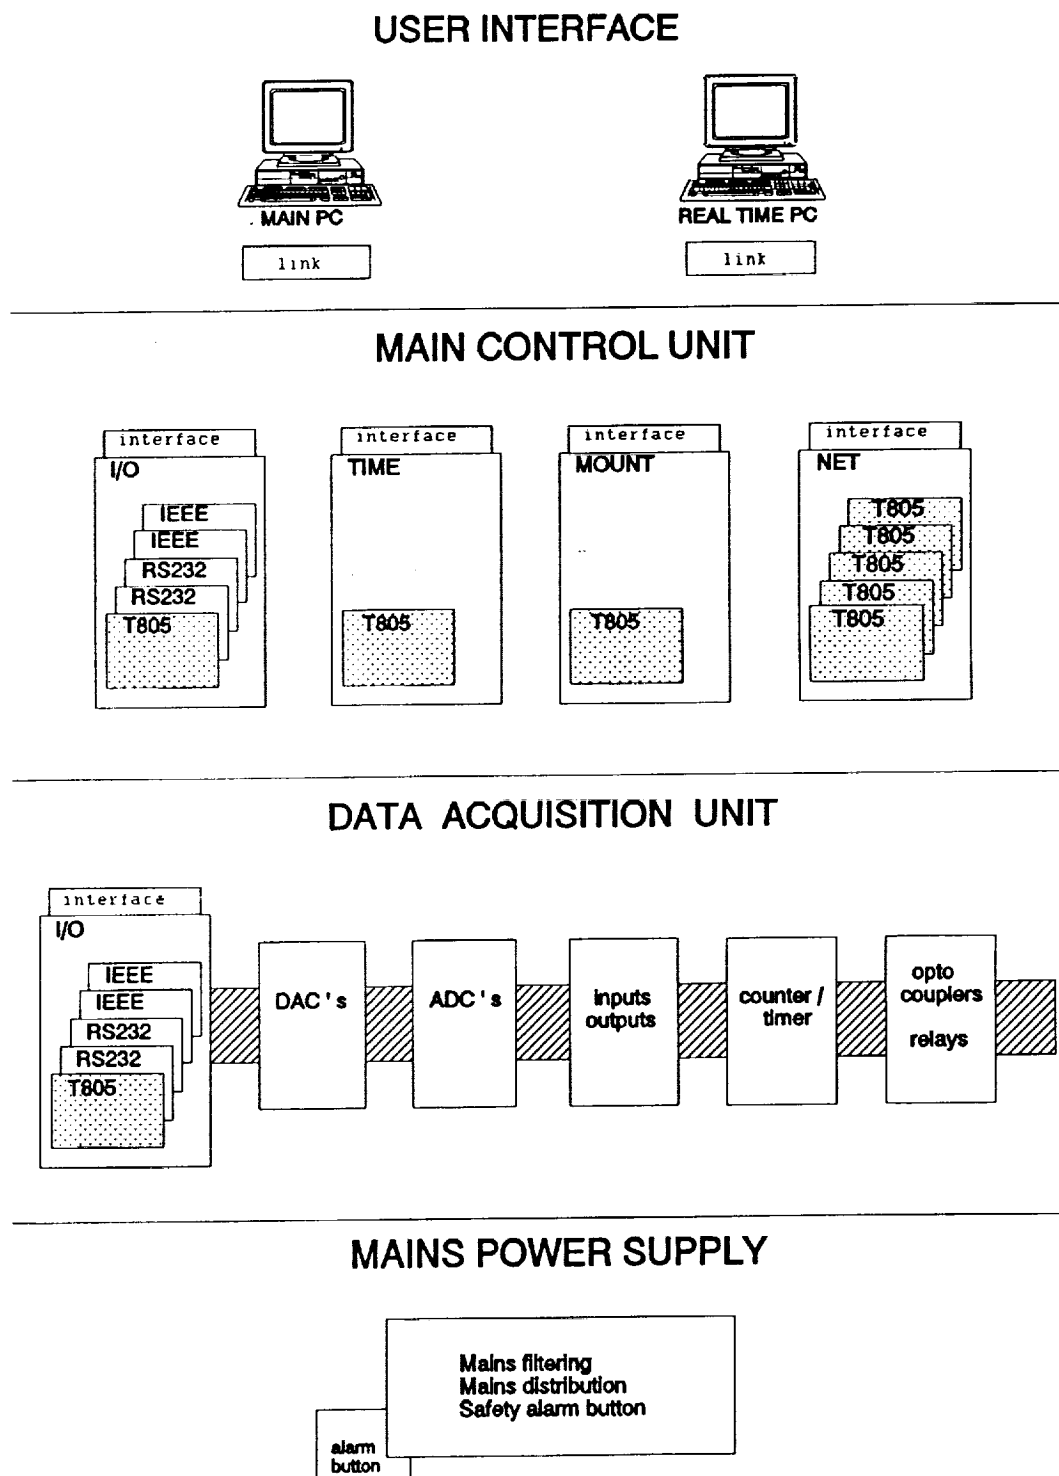 USER INTERFACE
MAIN PC
REAL TIME PC
link
link
MAIN CONTROL UNIT
interface
I/O
IEEE
IEEE
RS232
RS232
T805
interface
TIME
T805
interface
MOUNT
T805
interface
NET
T805
T805
T805
T805
T805
DATA ACQUISITION UNIT
interface
I/O
IEEE
IEEE
RS232
RS232
T805
DAC's
ADC's
inputs
outputs
counter /
timer
opto
couplers
relays
MAINS POWER SUPPLY
Mains filtering
Mains distribution
Safety alarm button
alarm
button